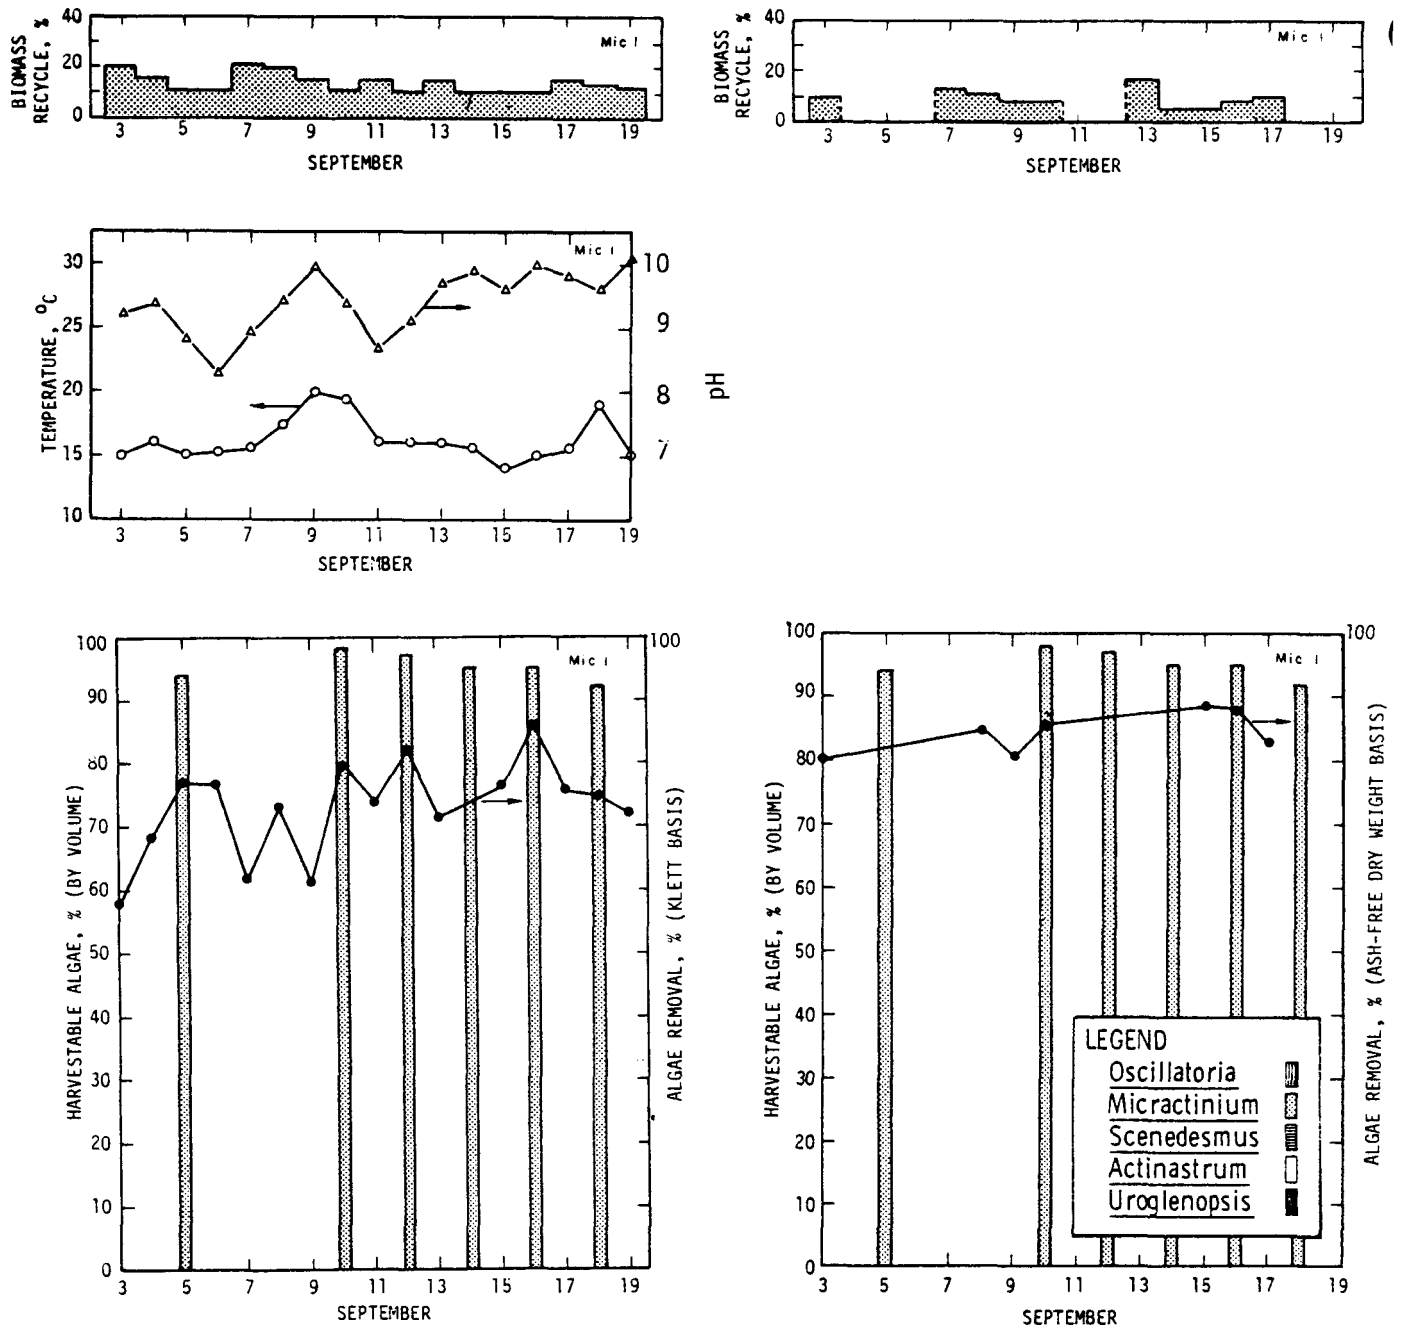 BIOMASS
RECYCLE, %
40
20
0
Mic I
3 5 7 9 11 13 15 17 19
SEPTEMBER
BIOMASS
RECYCLE, %
40
20
0
Mic I
3 5 7 9 11 13 15 17 19
SEPTEMBER
TEMPERATURE, °C
30
25
20
15
10
Mic I
10
9
8
7
pH
3 5 7 9 11 13 15 17 19
SEPTEMBER
HARVESTABLE ALGAE, % (BY VOLUME)
100
90
80
70
60
50
40
30
20
10
0
Mic I
100
ALGAE REMOVAL, % (KLETT BASIS)
3 5 7 9 11 13 15 17 19
SEPTEMBER
HARVESTABLE ALGAE, % (BY VOLUME)
100
90
80
70
60
50
40
30
20
10
0
Mic I
100
ALGAE REMOVAL, % (ASH-FREE DRY WEIGHT BASIS)
LEGEND
Oscillatoria
Micractinium
Scenedesmus
Actinastrum
Uroglenopsis
3 5 7 9 11 13 15 17 19
SEPTEMBER